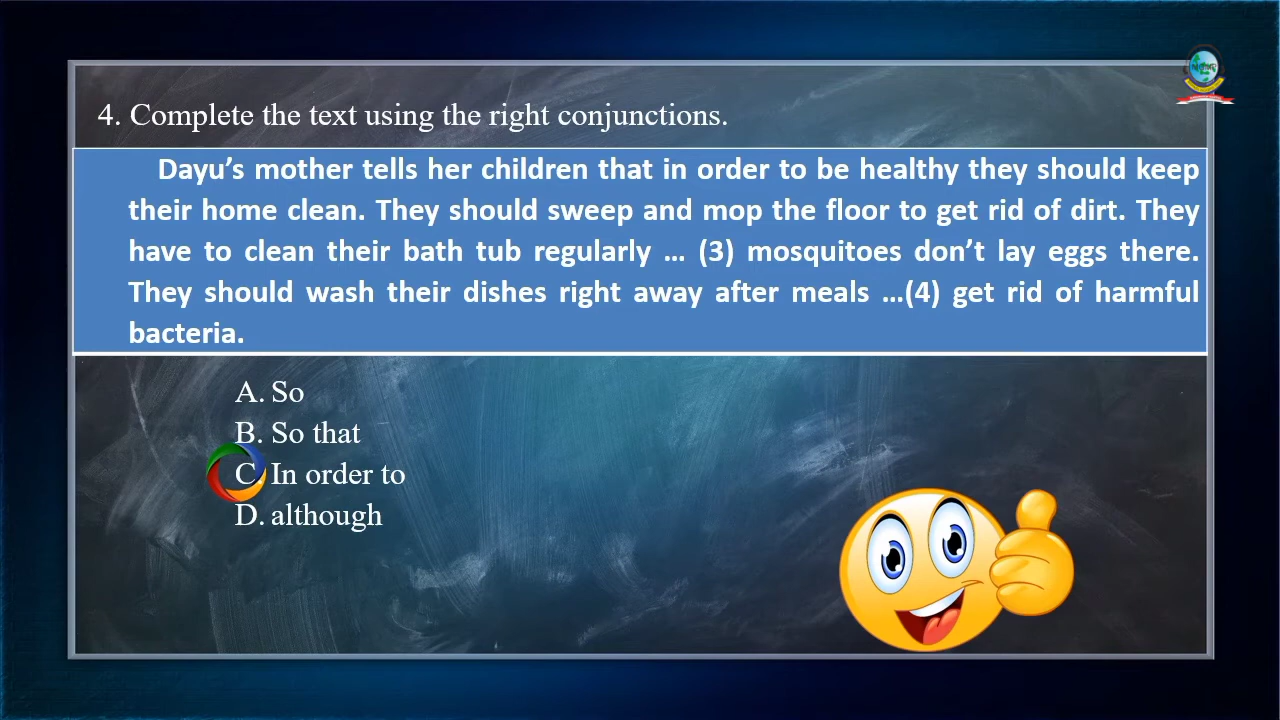 4. Complete the text using the right conjunctions.
Dayu’s mother tells her children that in order to be healthy they should keep
their home clean. They should sweep and mop the floor to get rid of dirt. They
have to clean their bath tub regularly … (3) mosquitoes don’t lay eggs there.
They should wash their dishes right away after meals …(4) get rid of harmful
bacteria.
A. So
B. So that
C. In order to
D. although